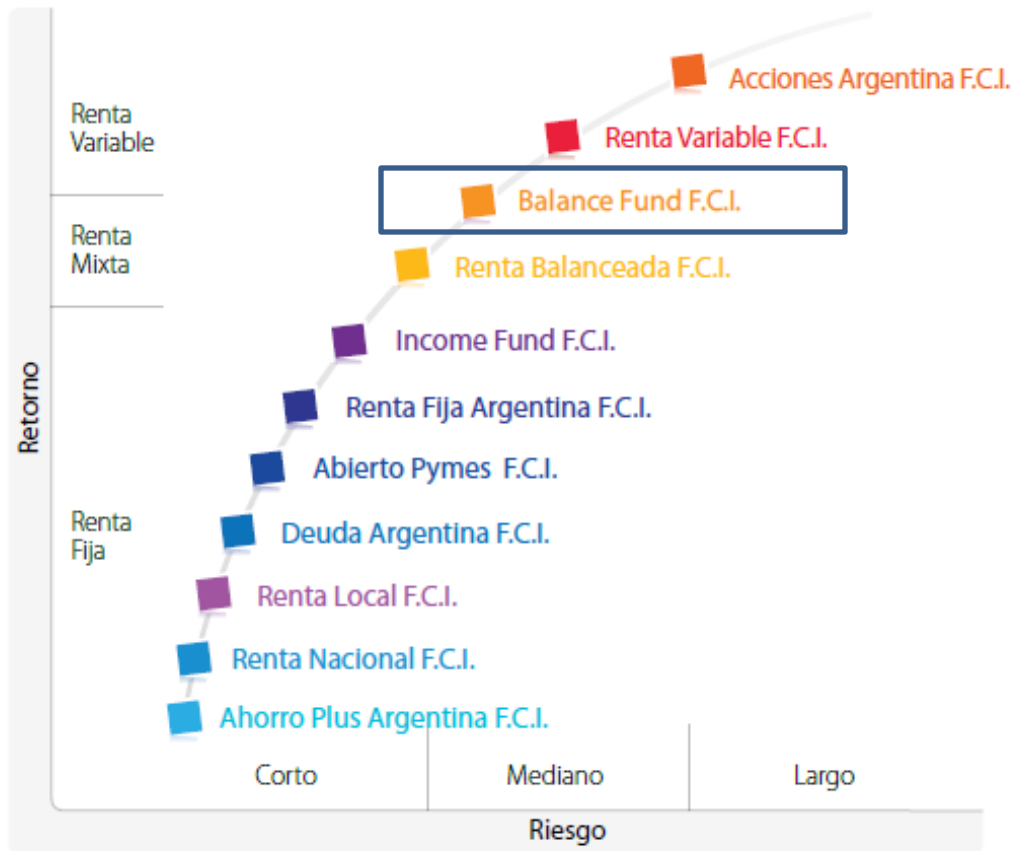 Acciones Argentina F.C.I.
Renta
Variable
Renta Variable F.C.I.
Balance Fund F.C.I.
Renta
Mixta
Renta Balanceada F.C.I.
Income Fund F.C.I.
Retorno
Renta Fija Argentina F.C.I.
Abierto Pymes F.C.I.
Renta
Fija
Deuda Argentina F.C.I.
Renta Local F.C.I.
Renta Nacional F.C.I.
Ahorro Plus Argentina F.C.I.
Corto
Mediano
Largo
Riesgo